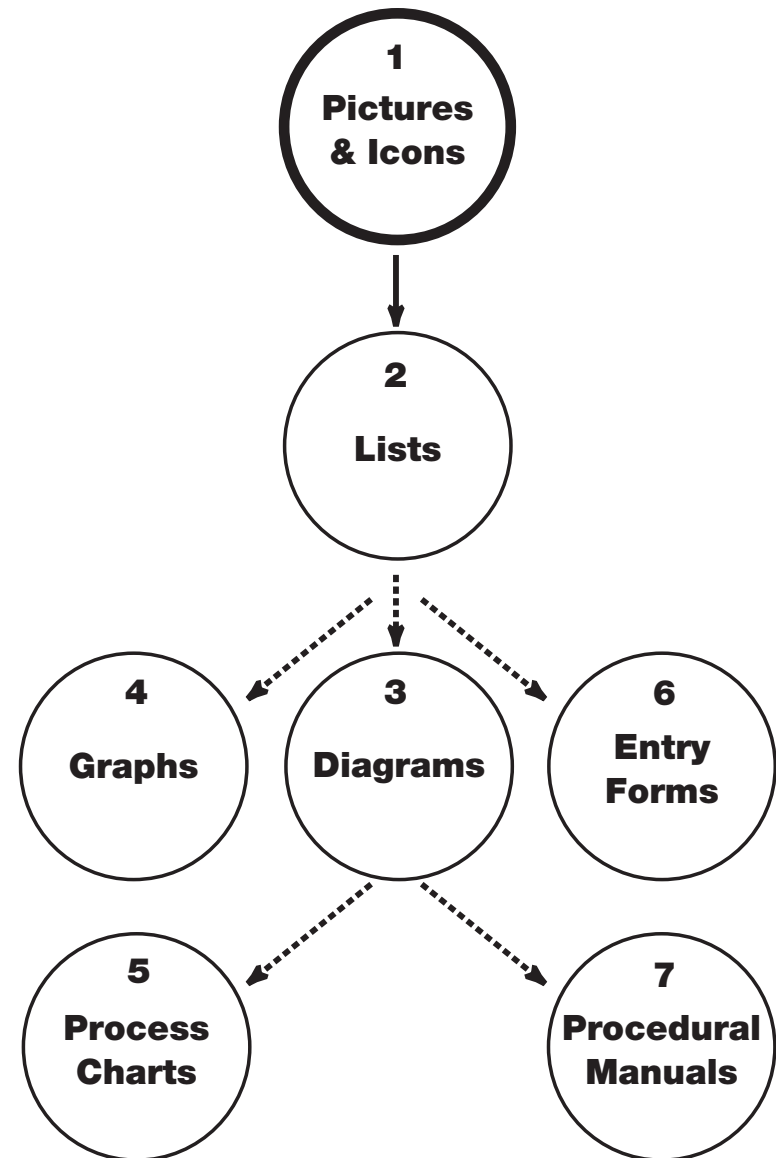 1
Pictures
& Icons
2
Lists
4
Graphs
3
Diagrams
6
Entry
Forms
5
Process
Charts
7
Procedural
Manuals